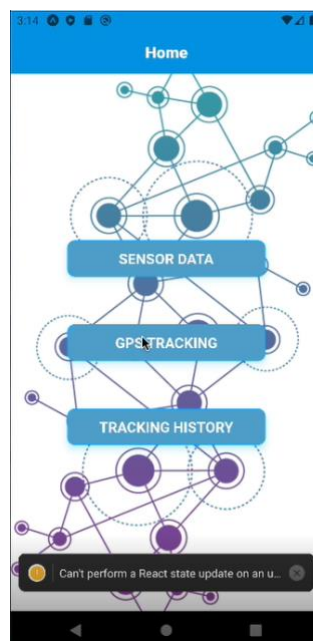 3:14
Home
SENSOR DATA
GPS TRACKING
TRACKING HISTORY
Can't perform a React state update on an u...